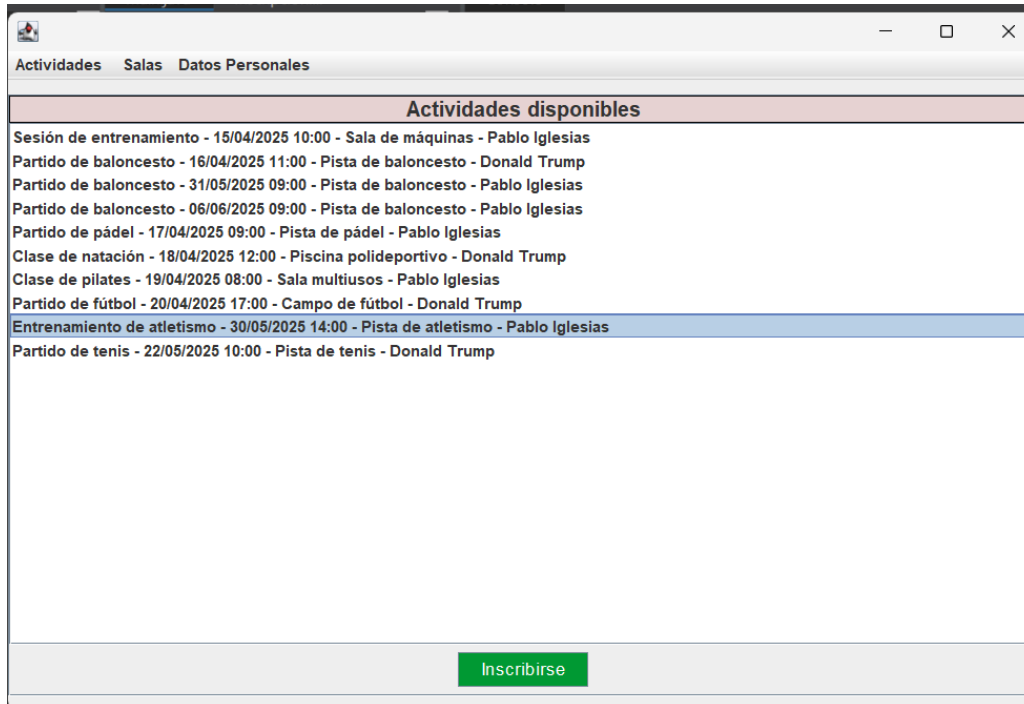 Actividades Salas Datos Personales
Actividades disponibles
Sesión de entrenamiento - 15/04/2025 10:00 - Sala de máquinas - Pablo Iglesias
Partido de baloncesto - 16/04/2025 11:00 - Pista de baloncesto - Donald Trump
Partido de baloncesto - 31/05/2025 09:00 - Pista de baloncesto - Pablo Iglesias
Partido de baloncesto - 06/06/2025 09:00 - Pista de baloncesto - Pablo Iglesias
Partido de pádel - 17/04/2025 09:00 - Pista de pádel - Pablo Iglesias
Clase de natación - 18/04/2025 12:00 - Piscina polideportivo - Donald Trump
Clase de pilates - 19/04/2025 08:00 - Sala multiusos - Pablo Iglesias
Partido de fútbol - 20/04/2025 17:00 - Campo de fútbol - Donald Trump
Entrenamiento de atletismo - 30/05/2025 14:00 - Pista de atletismo - Pablo Iglesias
Partido de tenis - 22/05/2025 10:00 - Pista de tenis - Donald Trump
Inscribirse